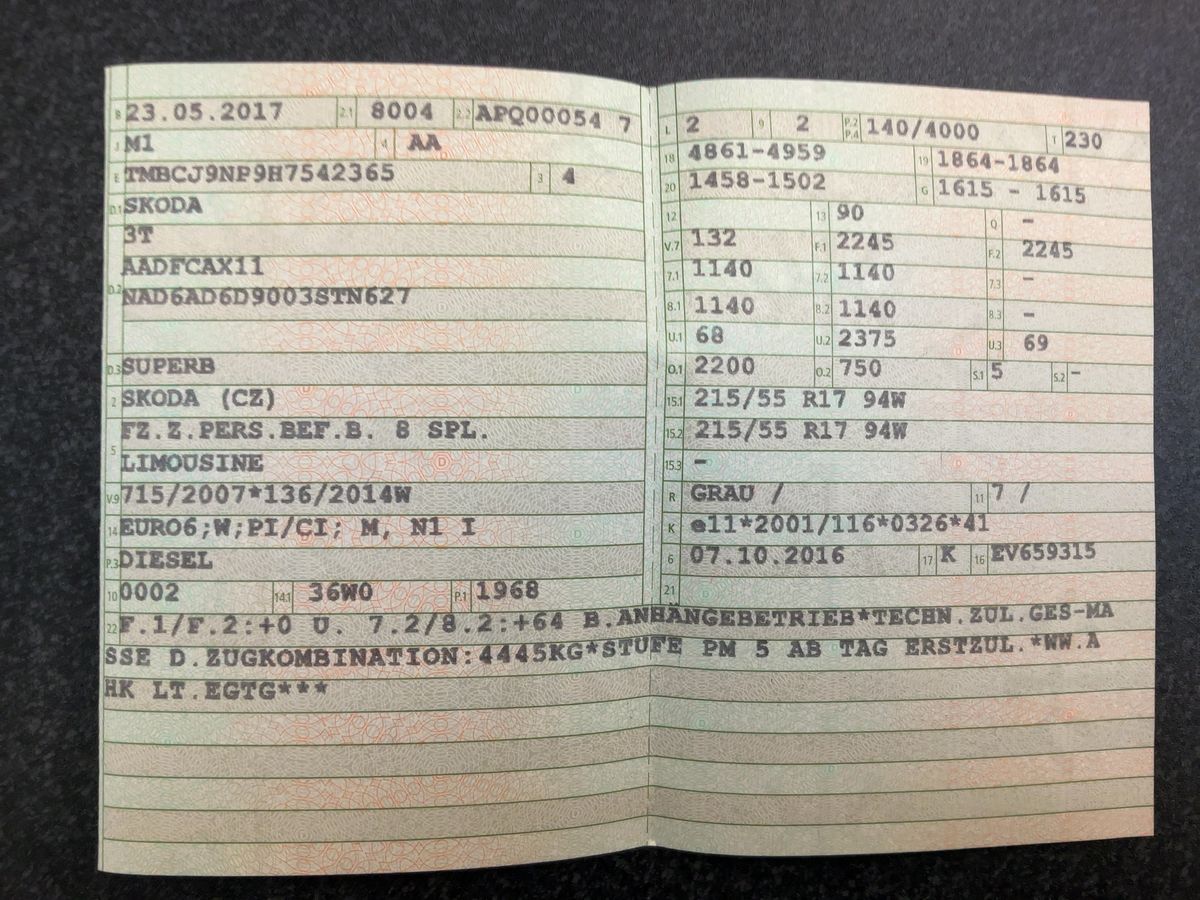 B 23.05.2017 2.1 8004 2.2 APQ00054 7
J M1 4 AA
E TMBCJ9NP9H7542365 3 4
D.1 SKODA
3T
D.2 AADFCAX11
NAD6AD6D9003STN627
D.3 SUPERB
2 SKODA (CZ)
5 FZ.Z.PERS.BEF.B. 8 SPL.
LIMOUSINE
V.9 715/2007*136/2014W
14 EURO6;W;PI/CI; M, N1 I
P.3 DIESEL
10 0002 14.1 36W0 P.1 1968
L 2 9 2 P.2 P.4 140/4000 T 230
18 4861-4959 19 1864-1864
20 1458-1502 G 1615 - 1615
12 13 90 Q -
V.7 132 F.1 2245 F.2 2245
7.1 1140 7.2 1140 7.3 -
8.1 1140 8.2 1140 8.3 -
U.1 68 U.2 2375 U.3 69
O.1 2200 O.2 750 S.1 5 S.2 -
15.1 215/55 R17 94W
15.2 215/55 R17 94W
15.3 -
R GRAU / 11 7 /
K e11*2001/116*0326*41
6 07.10.2016 17 K 16 EV659315
21
22 F.1/F.2:+0 U. 7.2/8.2:+64 B.ANHÄNGEBETRIEB*TECHN.ZUL.GES-MA
SSE D.ZUGKOMBINATION:4445KG*STUFE PM 5 AB TAG ERSTZUL.*WW.A
HK LT.EGTG***